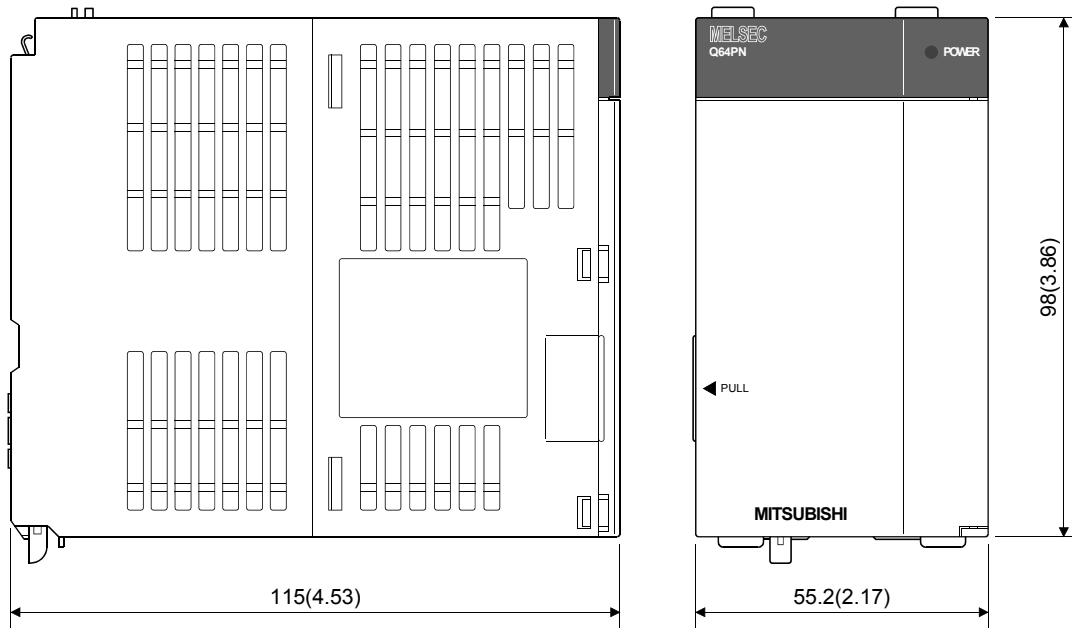 MELSEC
Q64PN
POWER
PULL
MITSUBISHI
98(3.86)
115(4.53)
55.2(2.17)